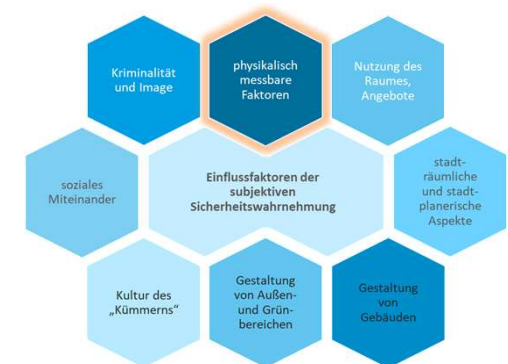 Kriminalität
und Image
physikalisch
messbare
Faktoren
Nutzung des
Raumes,
Angebote
soziales
Miteinander
Einflussfaktoren der
subjektiven
Sicherheitswahrnehmung
stadt-
räumliche
und stadt-
planerische
Aspekte
Kultur des
„Kümmerns“
Gestaltung
von Außen-
und Grün-
bereichen
Gestaltung
von
Gebäuden